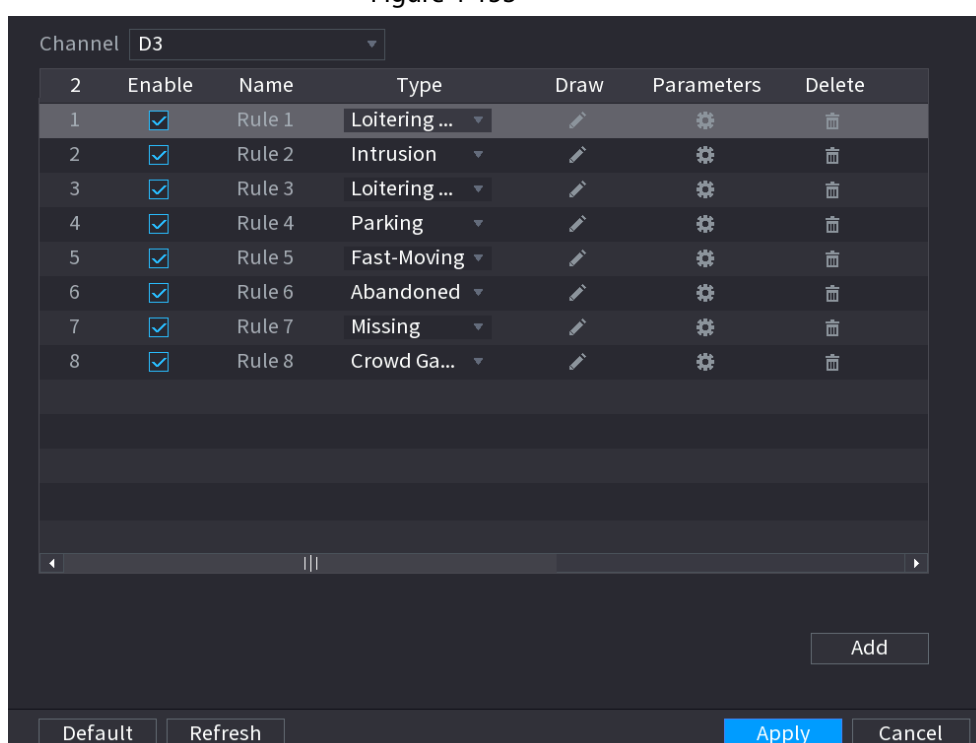 Channel D3
2 Enable Name Type Draw Parameters Delete
1 Rule 1 Loitering ...
2 Rule 2 Intrusion
3 Rule 3 Loitering ...
4 Rule 4 Parking
5 Rule 5 Fast-Moving
6 Rule 6 Abandoned
7 Rule 7 Missing
8 Rule 8 Crowd Ga...
Add
Default Refresh Apply Cancel